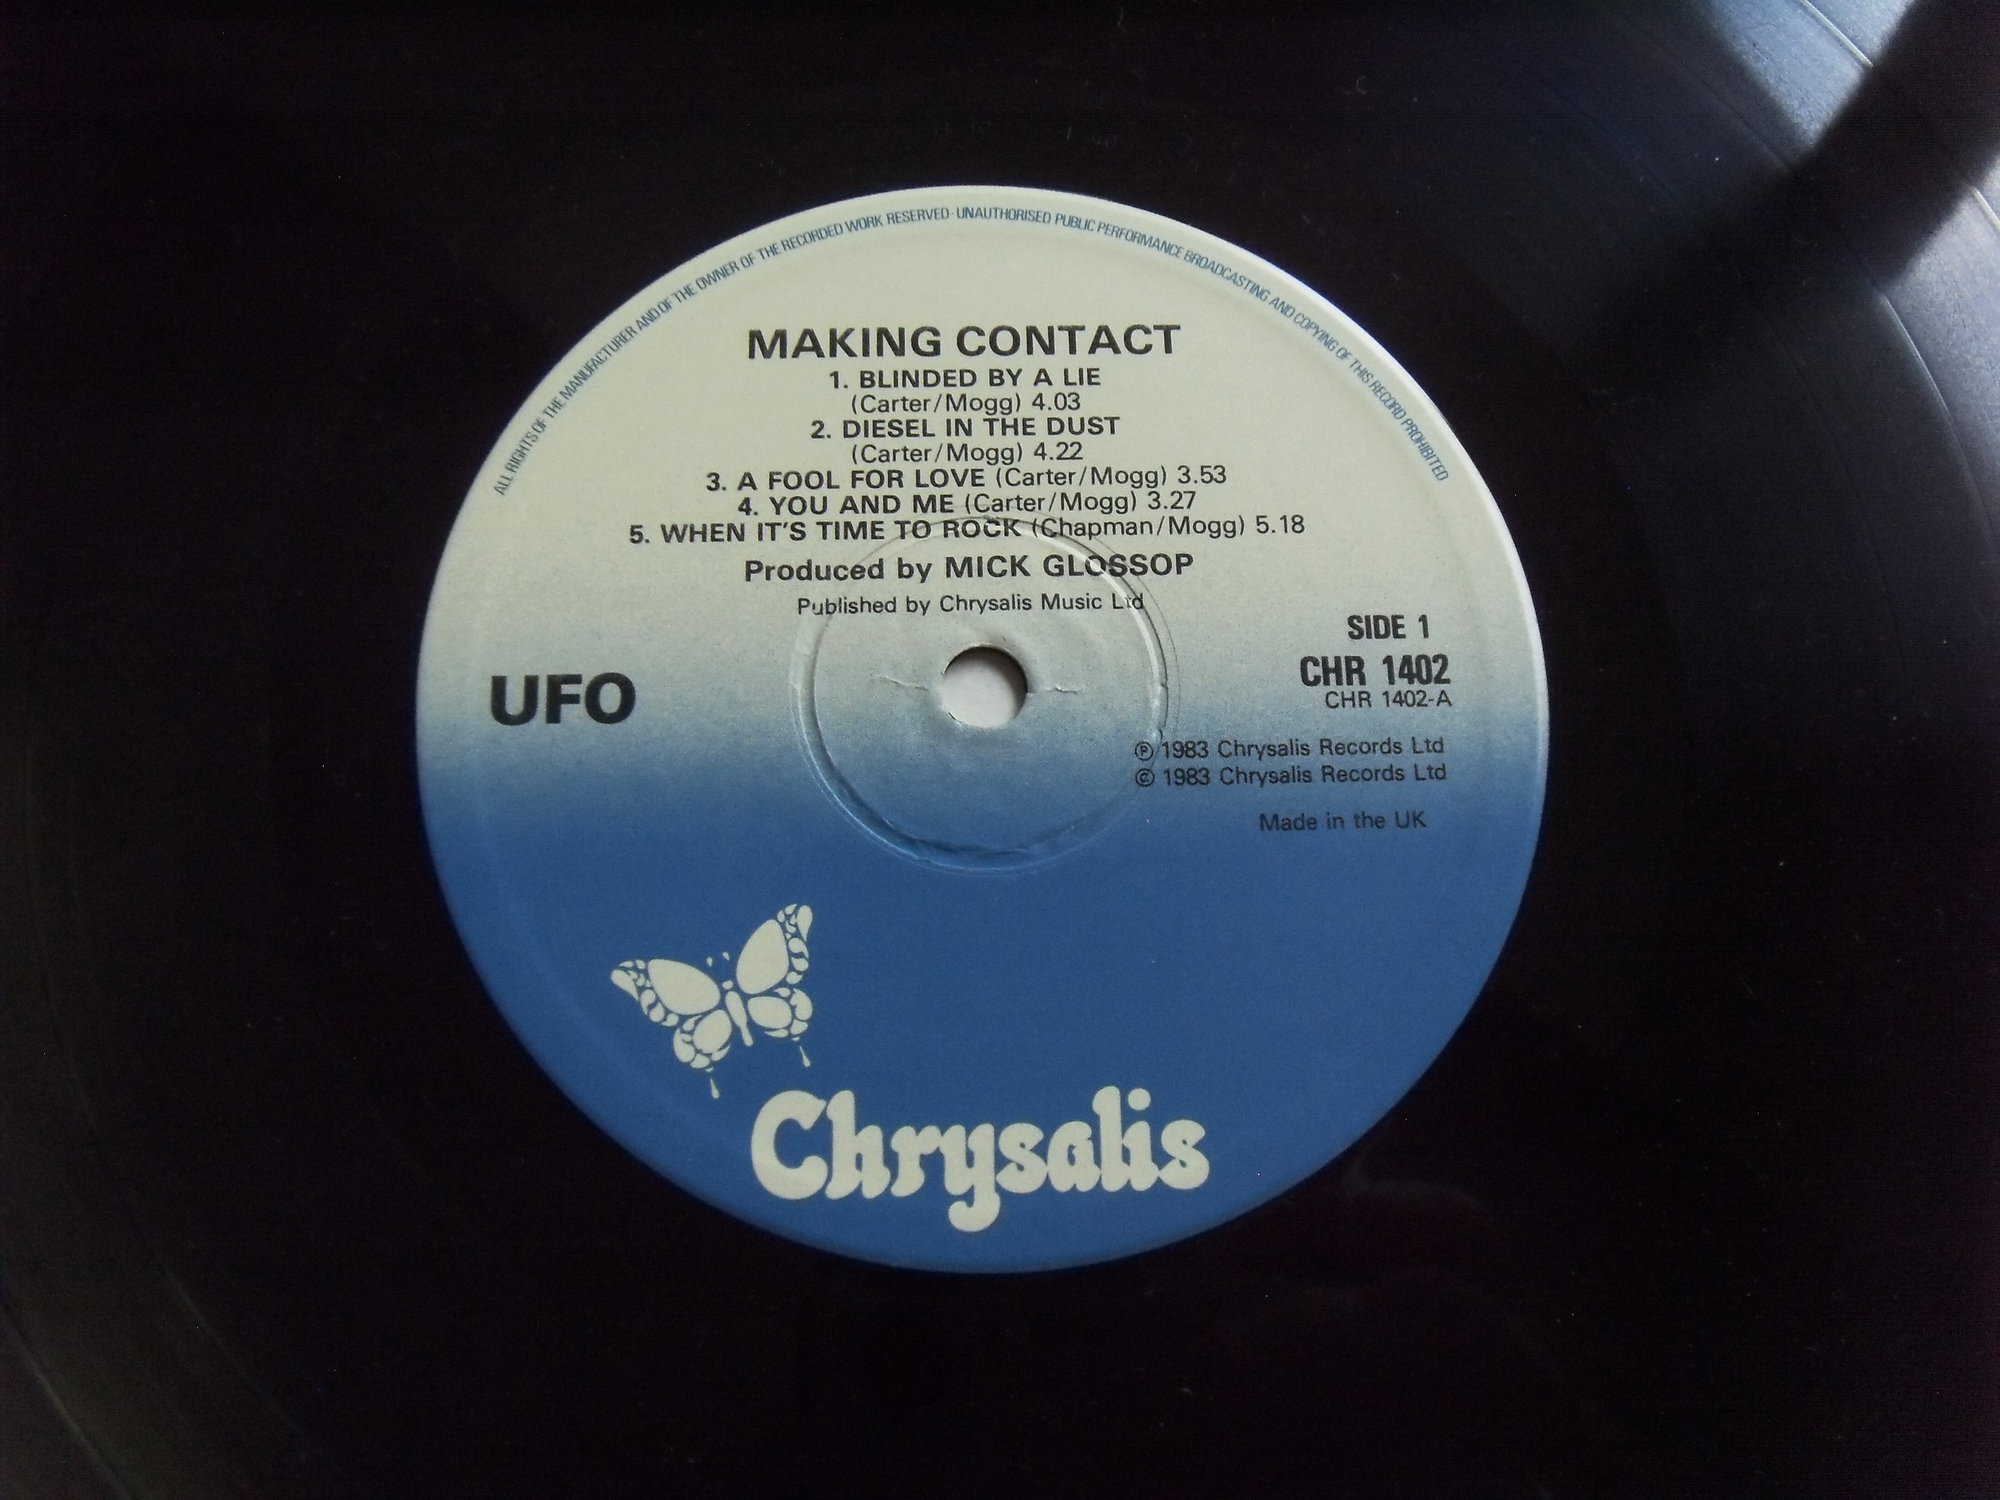 ALL RIGHTS OF THE MANUFACTURER AND OF THE OWNER OF THE RECORDED WORK RESERVED · UNAUTHORISED PUBLIC PERFORMANCE BROADCASTING AND COPYING OF THIS RECORD PROHIBITED
MAKING CONTACT
1. BLINDED BY A LIE
(Carter/Mogg) 4.03
2. DIESEL IN THE DUST
(Carter/Mogg) 4.22
3. A FOOL FOR LOVE (Carter/Mogg) 3.53
4. YOU AND ME (Carter/Mogg) 3.27
5. WHEN IT'S TIME TO ROCK (Chapman/Mogg) 5.18
Produced by MICK GLOSSOP
Published by Chrysalis Music Ltd
UFO
SIDE 1
CHR 1402
CHR 1402-A
℗ 1983 Chrysalis Records Ltd
© 1983 Chrysalis Records Ltd
Made in the UK
Chrysalis